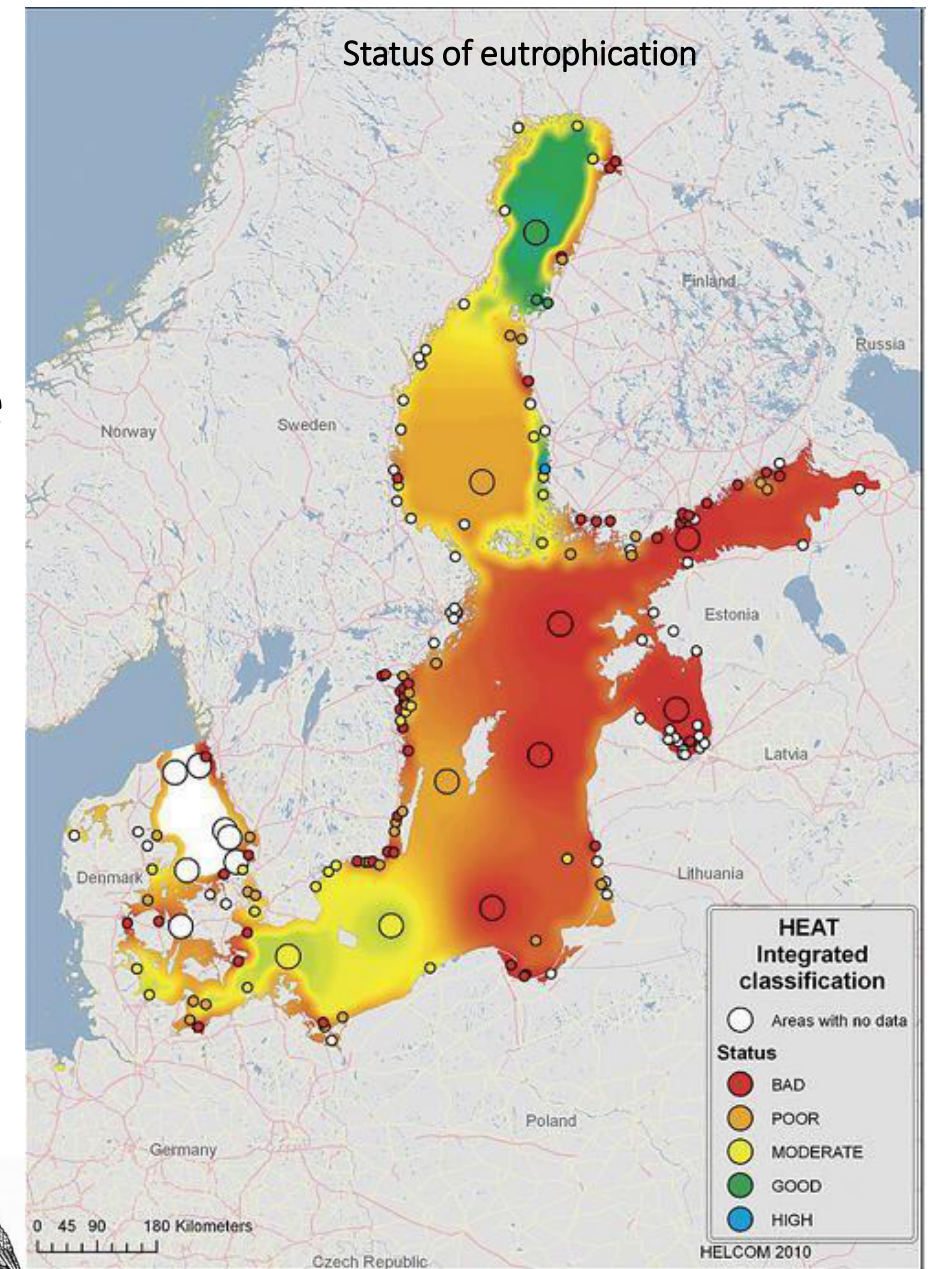 Status of eutrophication
Finland
Russia
Norway
Sweden
Estonia
Latvia
Denmark
Lithuania
HEAT
Integrated
classification
Areas with no data
Status
BAD
POOR
MODERATE
GOOD
HIGH
Poland
Germany
0 45 90 180 Kilometers
HELCOM 2010
Czech Republic